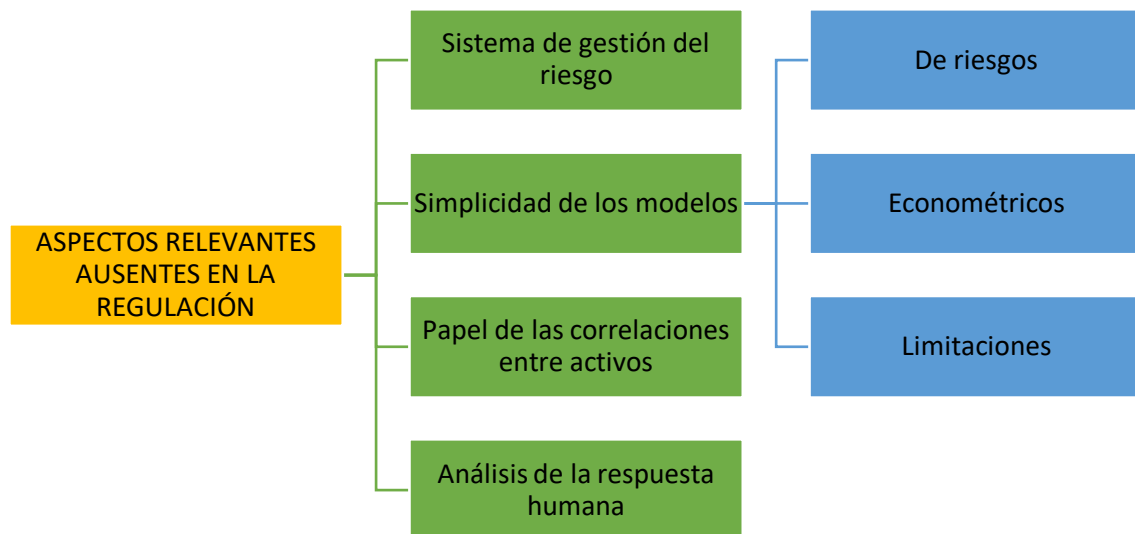 ASPECTOS RELEVANTES
AUSENTES EN LA
REGULACIÓN
Sistema de gestión del
riesgo
Simplicidad de los modelos
De riesgos
Econométricos
Limitaciones
Papel de las correlaciones
entre activos
Análisis de la respuesta
humana